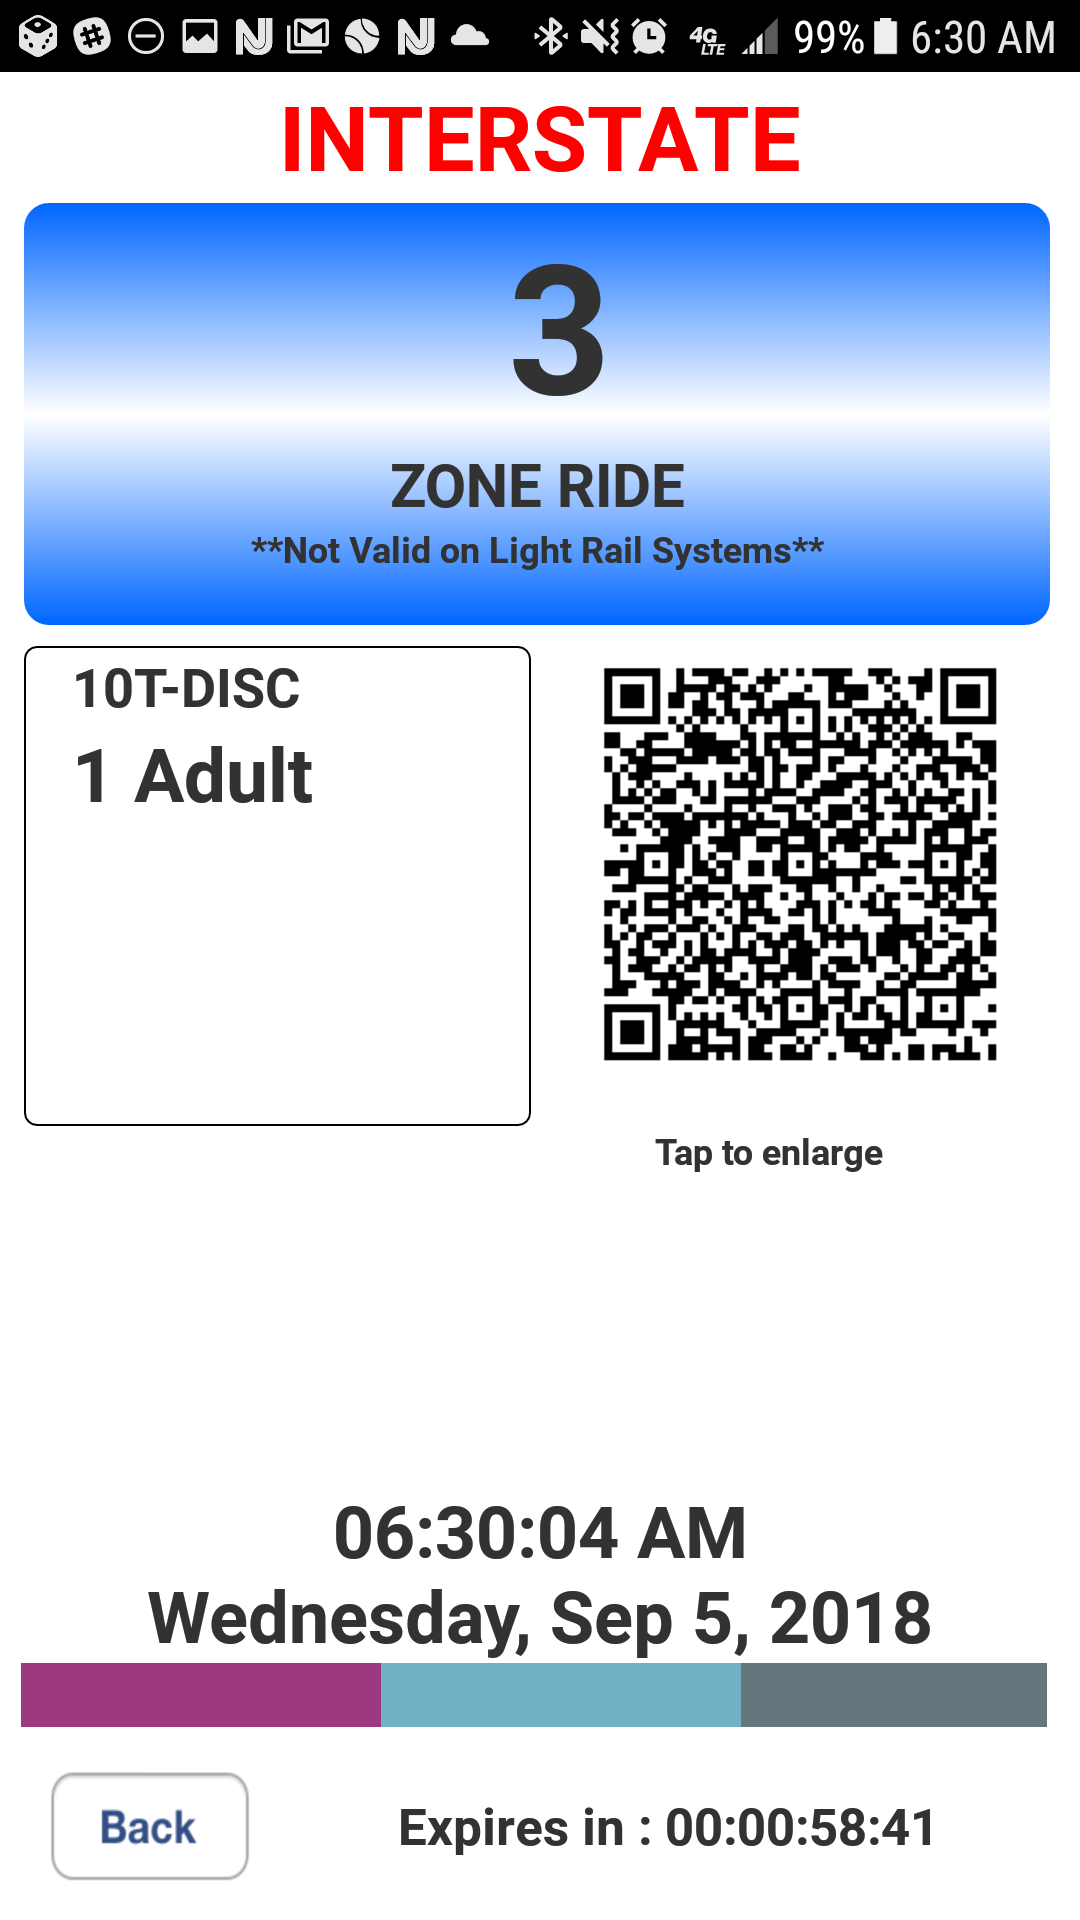 99% 6:30 AM
4G LTE
INTERSTATE
3
ZONE RIDE
**Not Valid on Light Rail Systems**
10T-DISC
1 Adult
Tap to enlarge
06:30:04 AM
Wednesday, Sep 5, 2018
Back
Expires in : 00:00:58:41